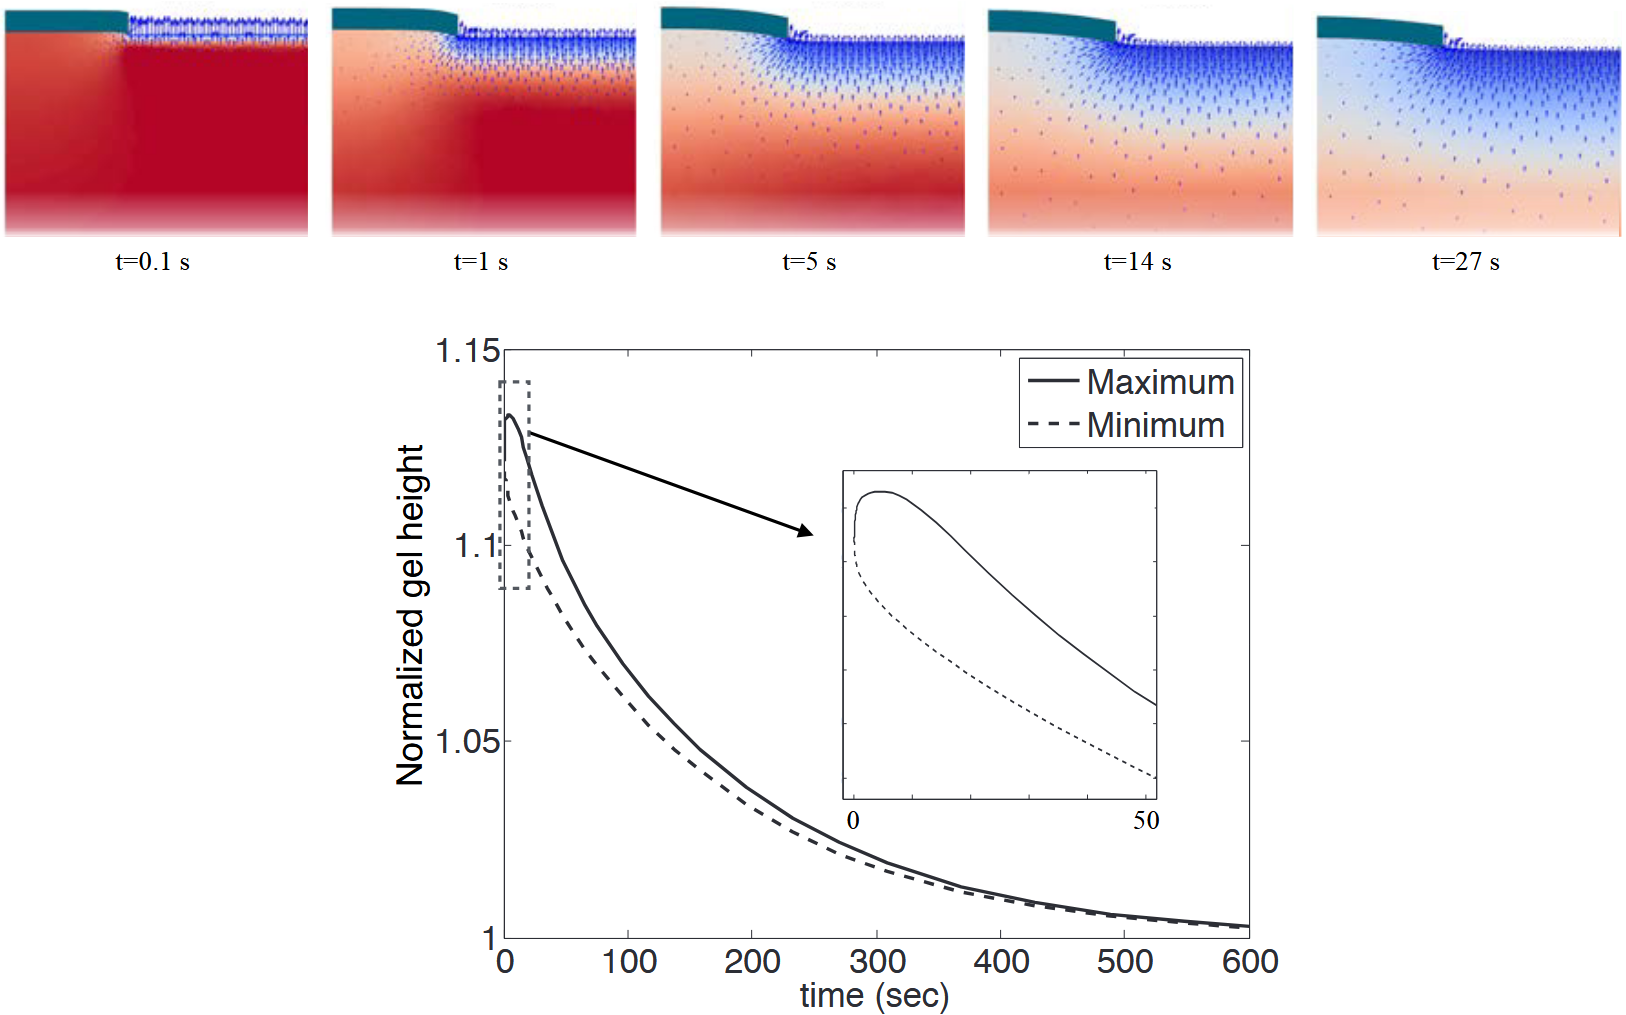 t=0.1 s
t=1 s
t=5 s
t=14 s
t=27 s
1.15
Maximum
Minimum
1.1
Normalized gel height
1.05
0
50
1
0
100
200
300
400
500
600
time (sec)